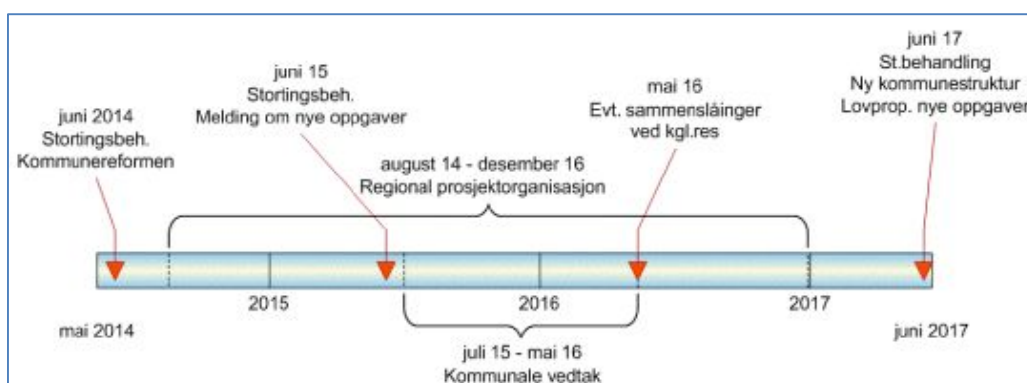 juni 2014
Stortingsbeh.
Kommunereformen
juni 15
Stortingsbeh.
Melding om nye oppgaver
august 14 - desember 16
Regional prosjektorganisasjon
mai 16
Evt. sammenslåinger
ved kgl.res
juni 17
St.behandling
Ny kommunestruktur
Lovprop. nye oppgaver
2015
2016
2017
mai 2014
juni 2017
juli 15 - mai 16
Kommunale vedtak